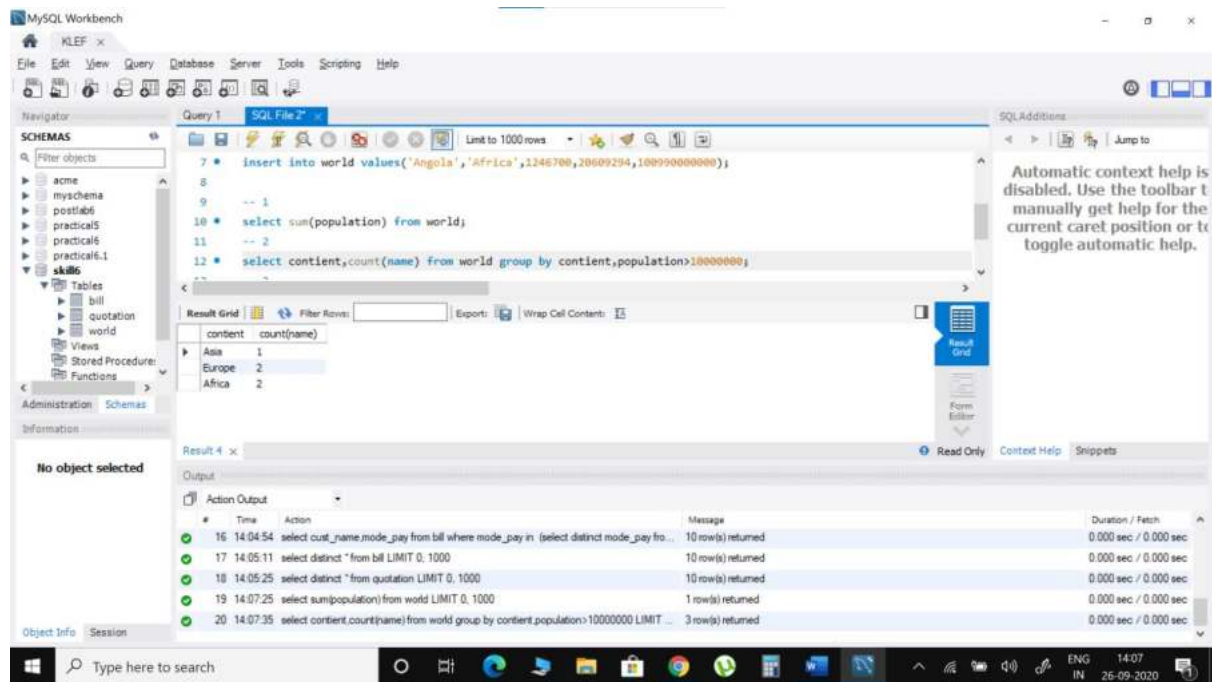 MySQL Workbench
KLEF
File Edit View Query Database Server Tools Scripting Help
Navigator
SCHEMAS
Filter objects
acme
myschema
postlab6
practical5
practical6
practical6.1
skill6
Tables
bill
quotation
world
Views
Stored Procedure
Functions
Administration Schemas
Information
No object selected
Object Info Session
Query 1 SQL File 2*
Limit to 1000 rows
7 insert into world values('Angola','Africa',1246700,20609294,100990000000);
8
9 -- 1
10 select sum(population) from world;
11 -- 2
12 select contient,count(name) from world group by contient,population>10000000;
Result Grid Filter Rows: Export: Wrap Cell Content:
contient count(name)
Asia 1
Europe 2
Africa 2
Result Grid
Form Editor
Result 4 Read Only
Output
Action Output
# Time Action Message Duration / Fetch
16 14:04:54 select cust_name,mode_pay from bill where mode_pay in (select distinct mode_pay fro... 10 row(s) returned 0.000 sec / 0.000 sec
17 14:05:11 select distinct * from bill LIMIT 0, 1000 10 row(s) returned 0.000 sec / 0.000 sec
18 14:05:25 select distinct * from quotation LIMIT 0, 1000 10 row(s) returned 0.000 sec / 0.000 sec
19 14:07:25 select sum(population) from world LIMIT 0, 1000 1 row(s) returned 0.000 sec / 0.000 sec
20 14:07:35 select contient,count(name) from world group by contient,population>10000000 LIMIT ... 3 row(s) returned 0.000 sec / 0.000 sec
SQLAdditions
Jump to
Automatic context help is
disabled. Use the toolbar t
manually get help for the
current caret position or to
toggle automatic help.
Context Help Snippets
Type here to search
ENG
IN
14:07
26-09-2020